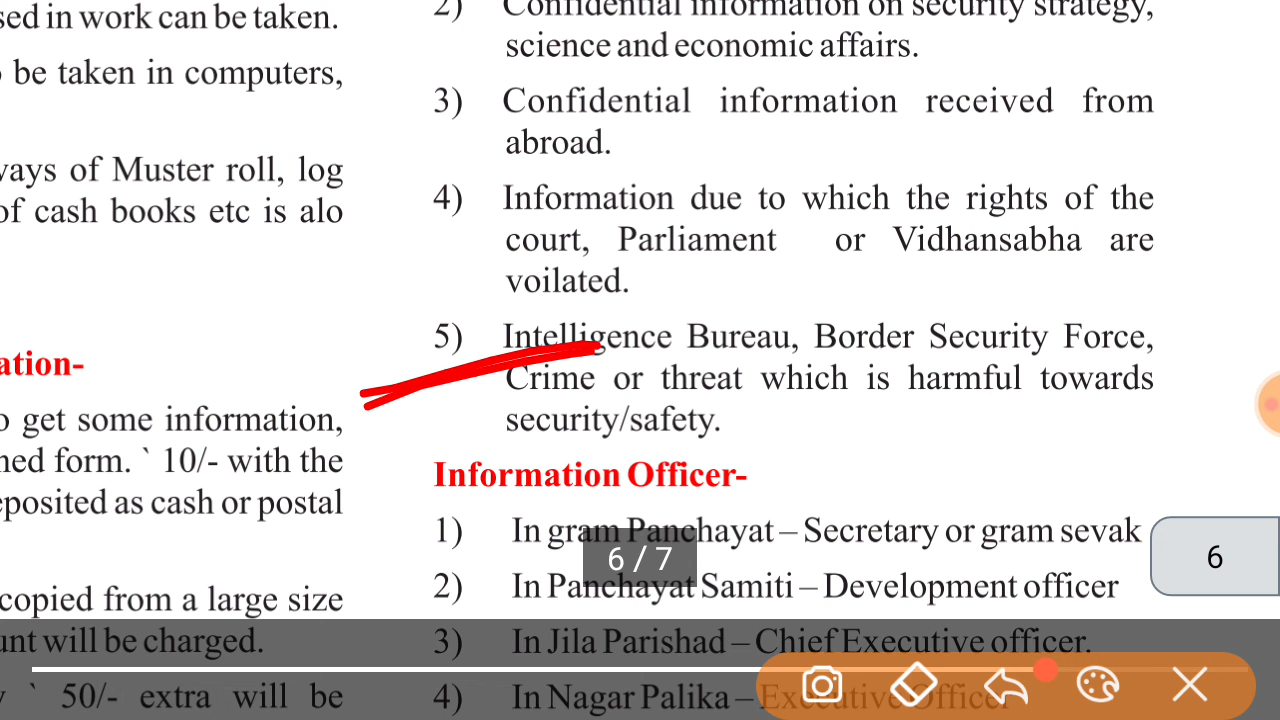 sed in work can be taken.
be taken in computers,
ways of Muster roll, log
of cash books etc is alo
ation-
o get some information,
ned form. ` 10/- with the
eposited as cash or postal
copied from a large size
unt will be charged.
` 50/- extra will be
2) Confidential information on security strategy,
science and economic affairs.
3) Confidential information received from
abroad.
4) Information due to which the rights of the
court, Parliament or Vidhansabha are
voilated.
5) Intelligence Bureau, Border Security Force,
Crime or threat which is harmful towards
security/safety.
Information Officer-
1) In gram Panchayat – Secretary or gram sevak
2) In Panchayat Samiti – Development officer
3) In Jila Parishad – Chief Executive officer.
4) In Nagar Palika – Executive Officer
6 / 7
6